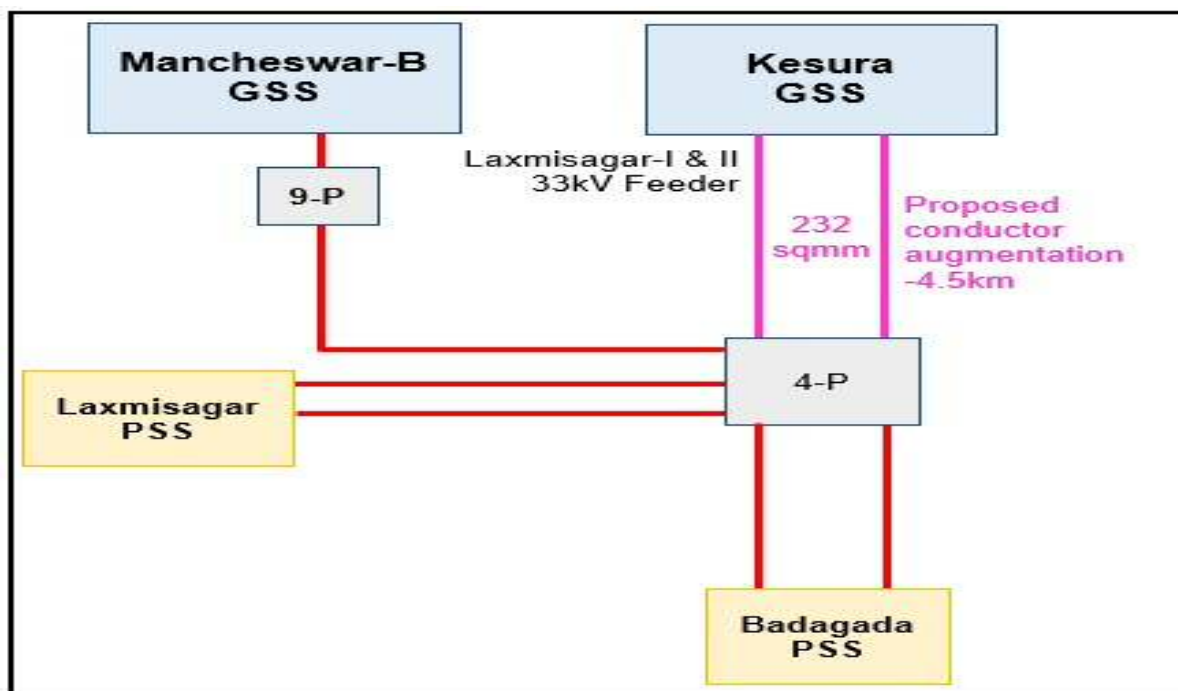 Mancheswar-B
GSS
Kesura
GSS
9-P
Laxmisagar-I & II
33kV Feeder
232
sqmm
Proposed
conductor
augmentation
-4.5km
4-P
Laxmisagar
PSS
Badagada
PSS